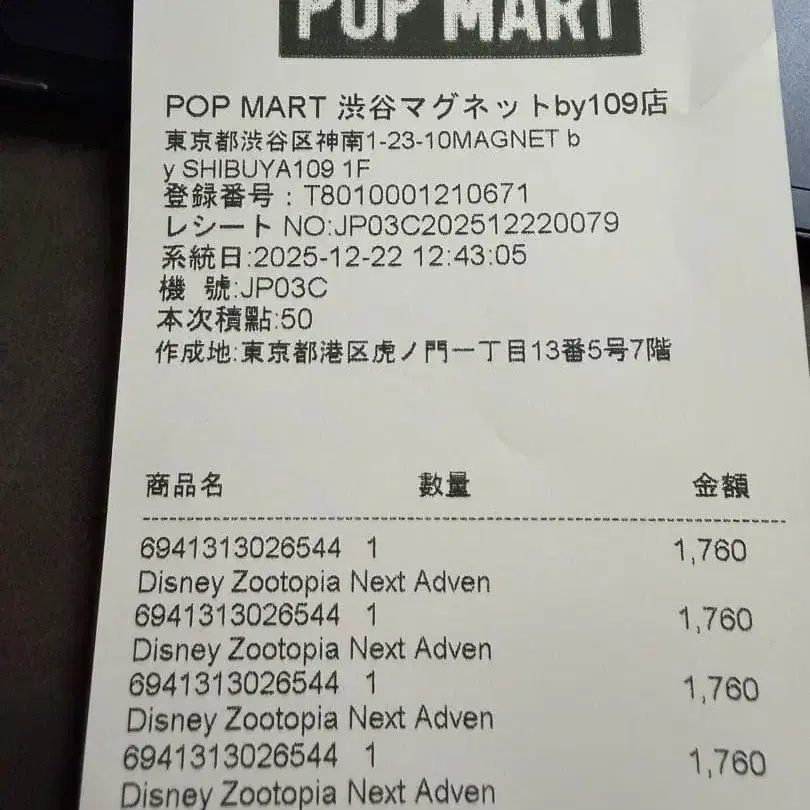 POP MART
POP MART 渋谷マグネットby109店
東京都渋谷区神南1-23-10MAGNET b
y SHIBUYA109 1F
登録番号：T8010001210671
レシート NO:JP03C202512220079
系統日:2025-12-22 12:43:05
機 號:JP03C
本次積點:50
作成地:東京都港区虎ノ門一丁目13番5号7階
商品名 數量 金額
6941313026544 1 1,760
Disney Zootopia Next Adven
6941313026544 1 1,760
Disney Zootopia Next Adven
6941313026544 1 1,760
Disney Zootopia Next Adven
6941313026544 1 1,760
Disney Zootopia Next Adven